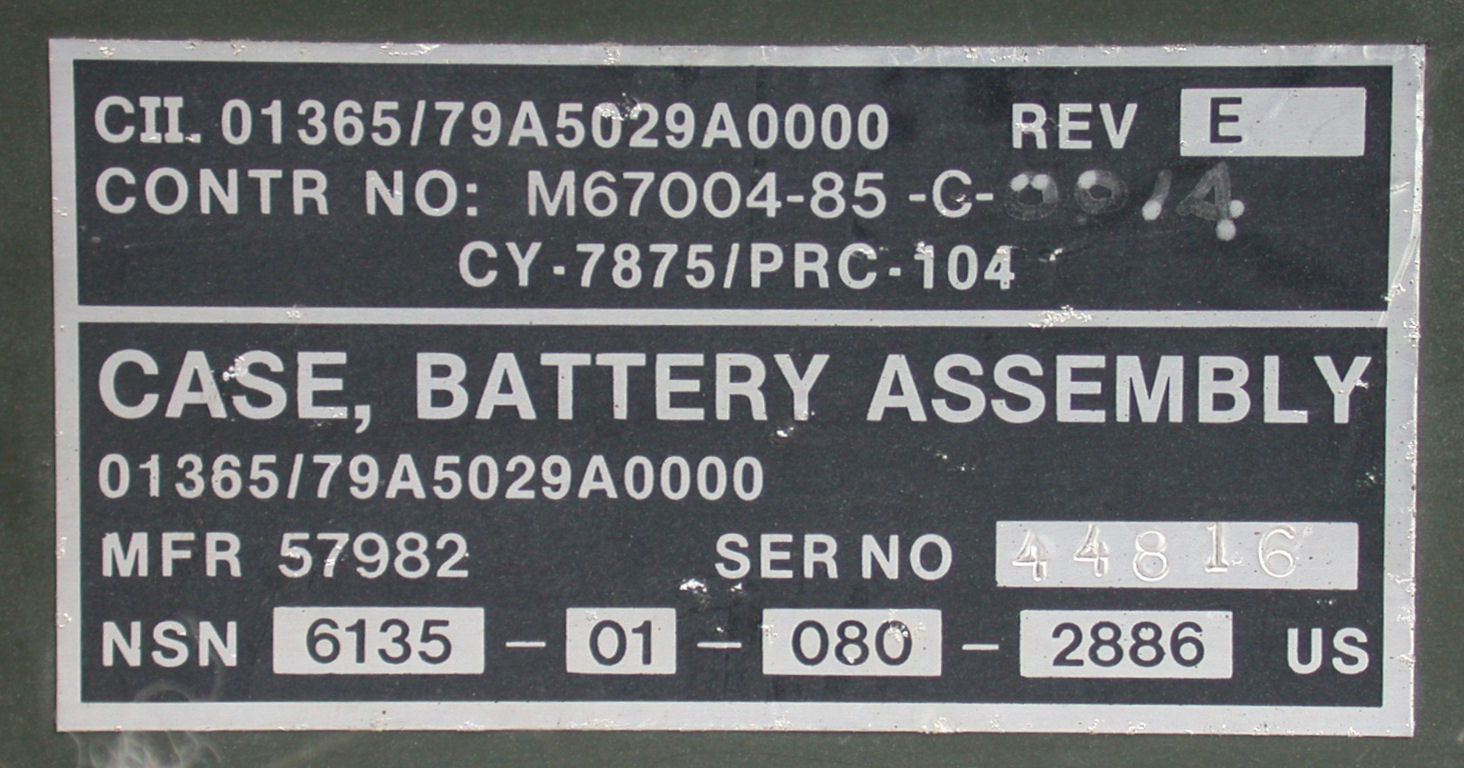 CII. 01365/79A5029A0000 REV E
CONTR NO: M67004-85 -C-0014
CY-7875/PRC-104
CASE, BATTERY ASSEMBLY
01365/79A5029A0000
MFR 57982 SER NO 44816
NSN 6135 - 01 - 080 - 2886 US